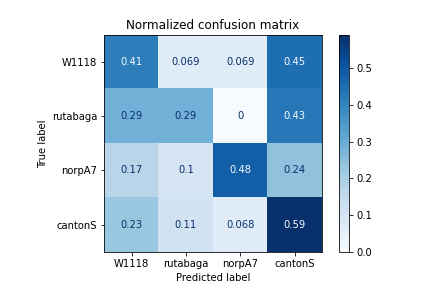 Normalized confusion matrix
True label
W1118 0.41 0.069 0.069 0.45
rutabaga 0.29 0.29 0 0.43
norpA7 0.17 0.1 0.48 0.24
cantonS 0.23 0.11 0.068 0.59
W1118 rutabaga norpA7 cantonS
Predicted label
0.5
0.4
0.3
0.2
0.1
0.0